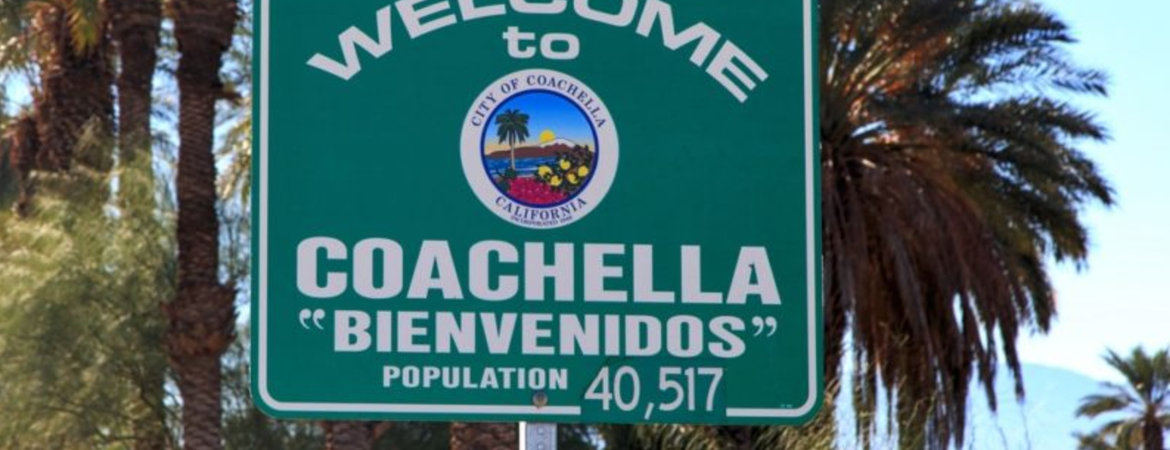 WELCOME
to
CITY OF COACHELLA
CALIFORNIA
COACHELLA
“BIENVENIDOS”
POPULATION 40,517